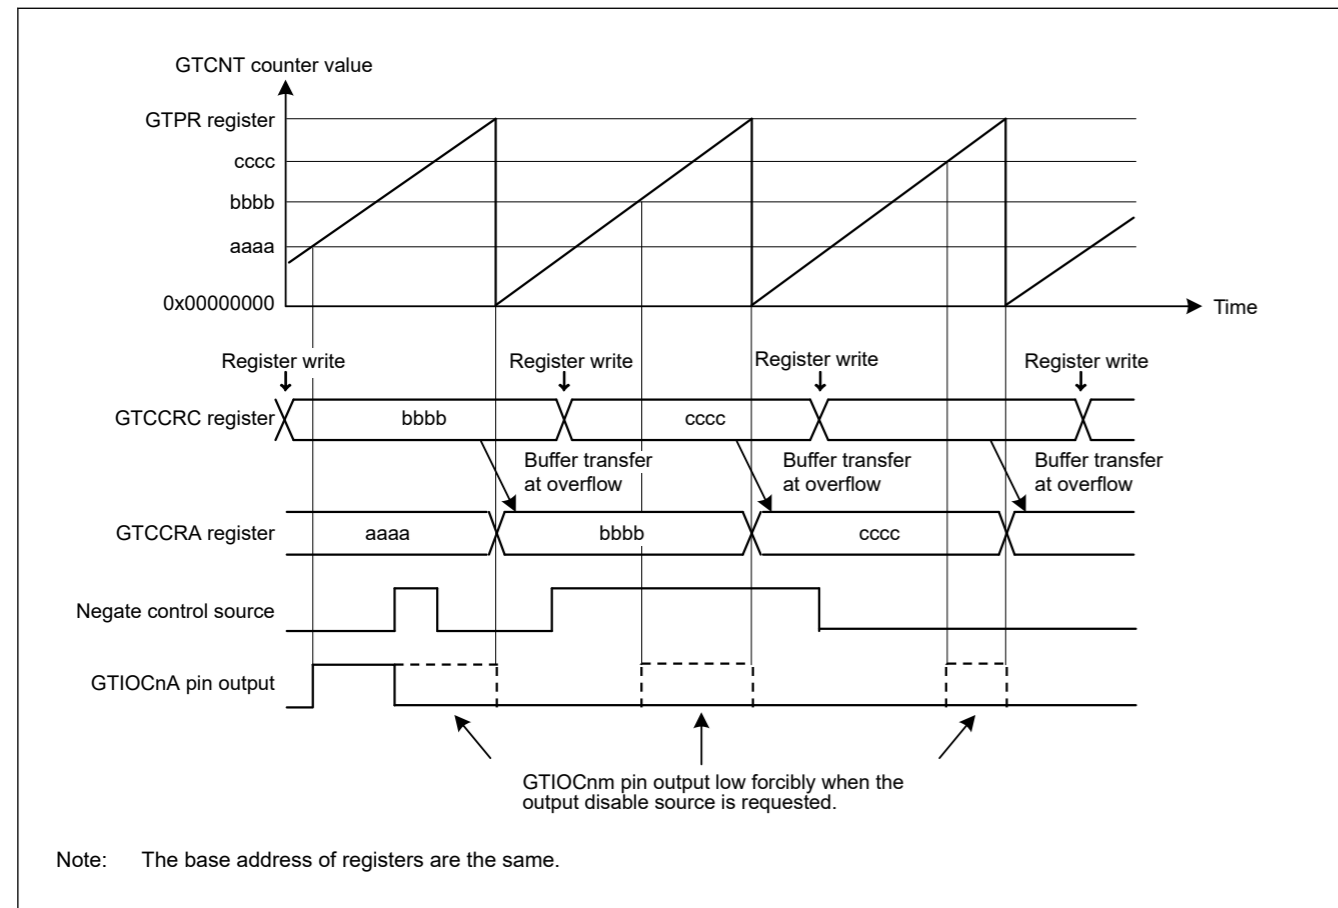 GTCNT counter value
GTPR register
cccc
bbbb
aaaa
0x00000000
Time
Register write
Register write
Register write
Register write
GTCCRC register
bbbb
cccc
Buffer transfer
at overflow
Buffer transfer
at overflow
Buffer transfer
at overflow
GTCCRA register
aaaa
bbbb
cccc
Negate control source
GTIOCnA pin output
GTIOCnm pin output low forcibly when the
output disable source is requested.
Note: The base address of registers are the same.